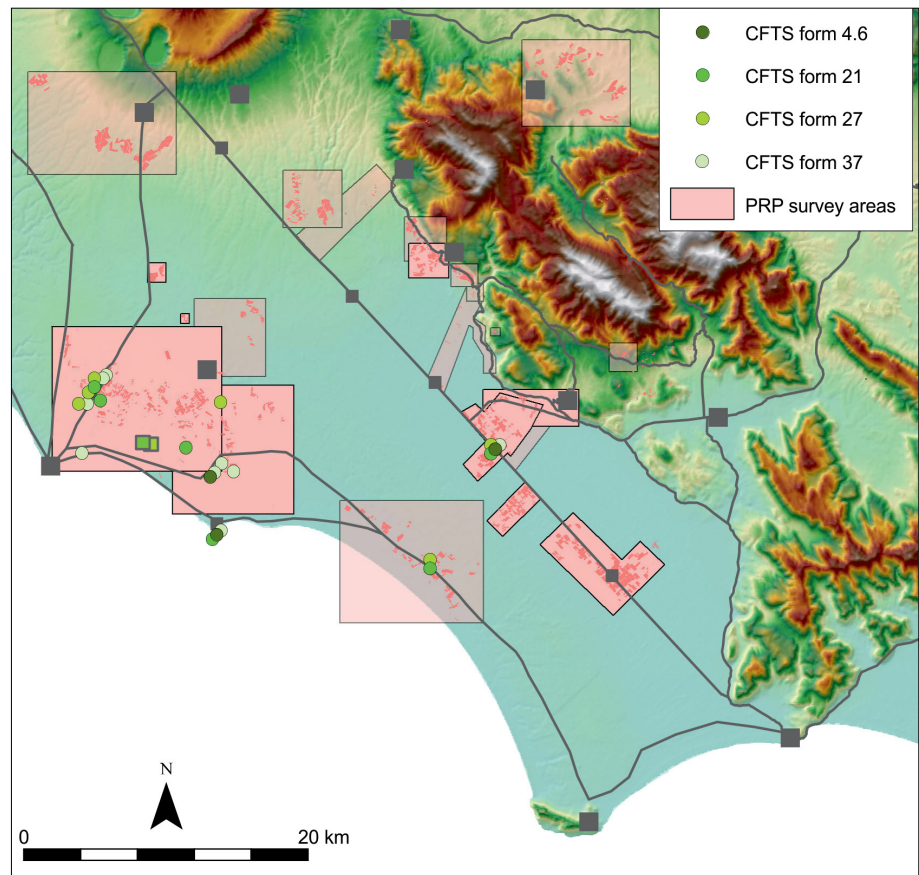 CFTS form 4.6
CFTS form 21
CFTS form 27
CFTS form 37
PRP survey areas
N
0 20 km